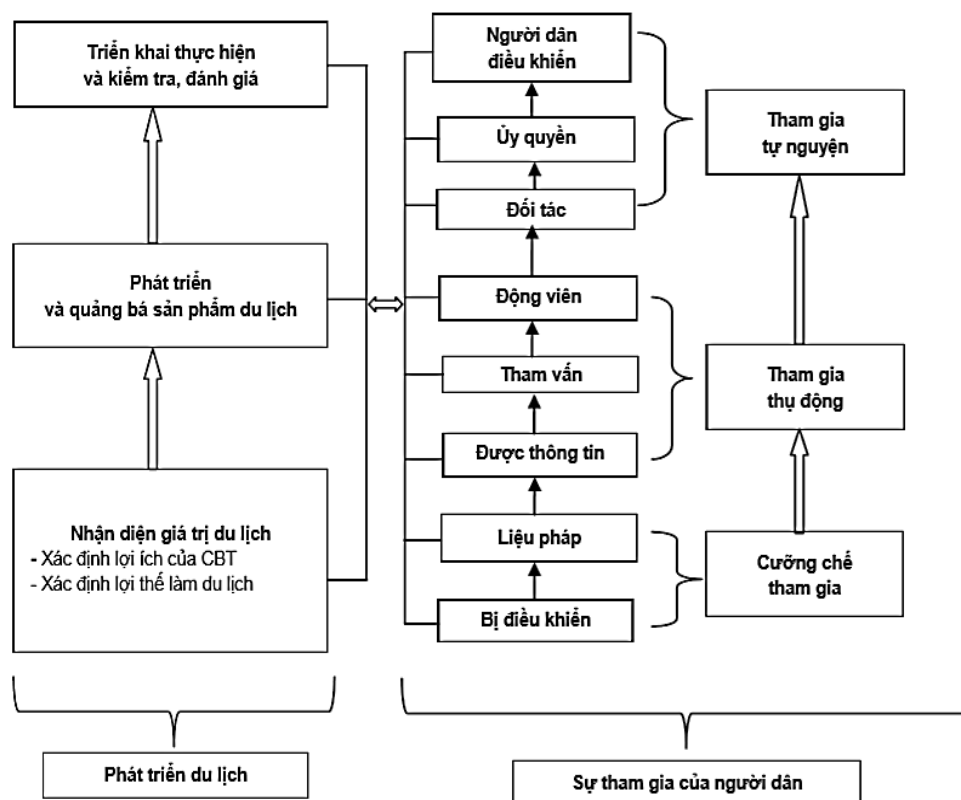 Triển khai thực hiện
và kiểm tra, đánh giá
Phát triển
và quảng bá sản phẩm du lịch
Nhận diện giá trị du lịch
- Xác định lợi ích của CBT
- Xác định lợi thế làm du lịch
Phát triển du lịch
Người dân
điều khiển
Ủy quyền
Đối tác
Động viên
Tham vấn
Được thông tin
Liệu pháp
Bị điều khiển
Tham gia
tự nguyện
Tham gia
thụ động
Cưỡng chế
tham gia
Sự tham gia của người dân